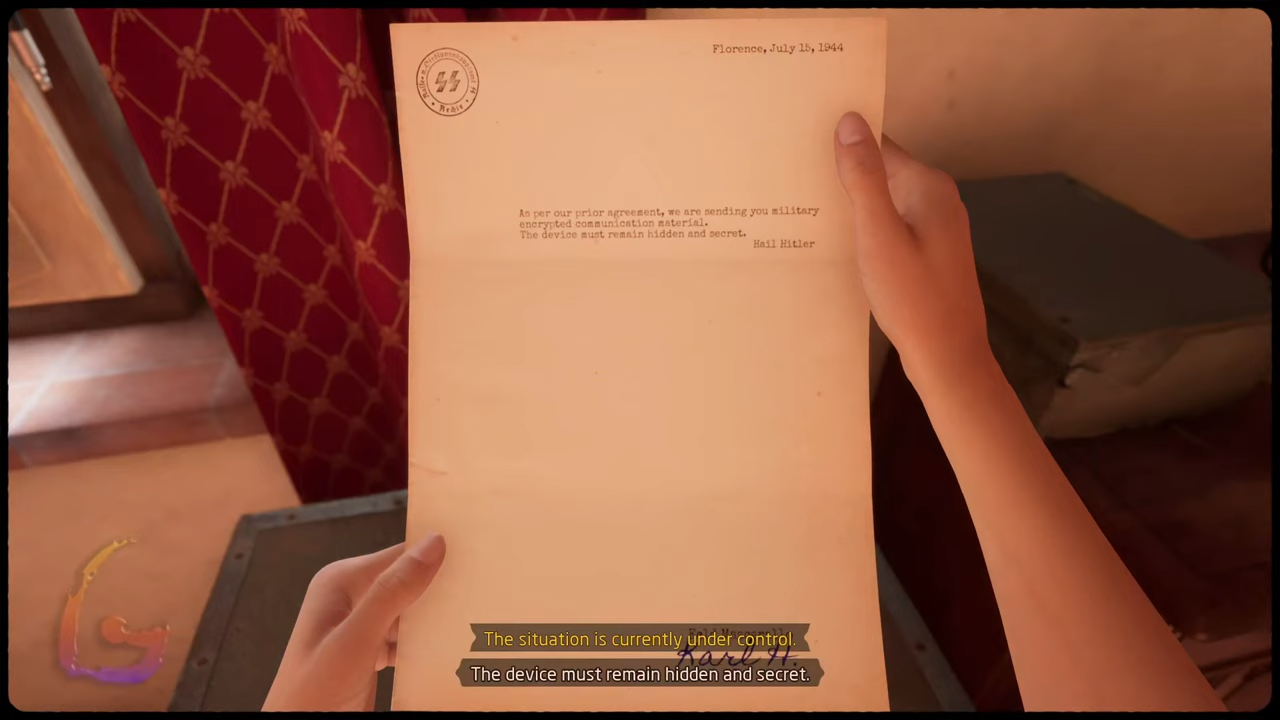 Florence, July 15, 1944
As per our prior agreement, we are sending you military
encrypted communication material.
The device must remain hidden and secret.
Hail Hitler
The situation is currently under control.
Karl H.
The device must remain hidden and secret.